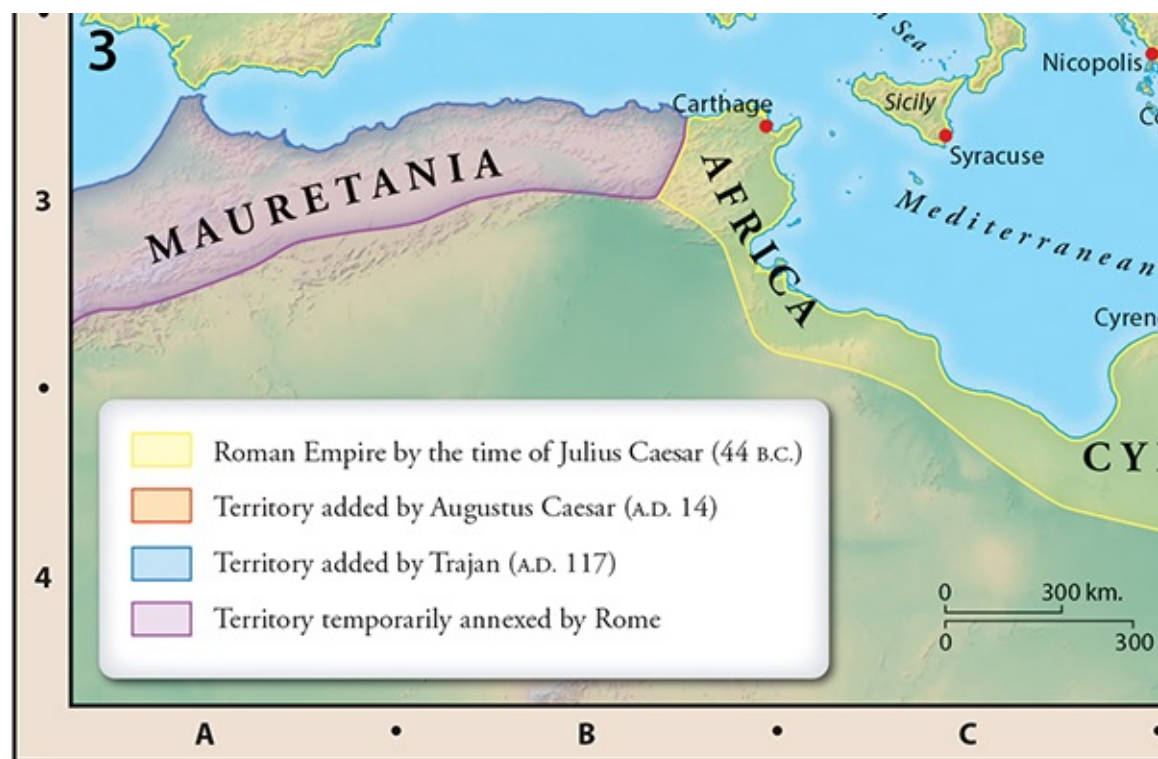 3
n Sea
Nicopolis
Carthage
Sicily
Syracuse
MAURETANIA
AFRICA
3
Mediterranean
Cyren
CY
Roman Empire by the time of Julius Caesar (44 B.C.)
Territory added by Augustus Caesar (A.D. 14)
Territory added by Trajan (A.D. 117)
Territory temporarily annexed by Rome
4
0 300 km.
0 300
A • B • C